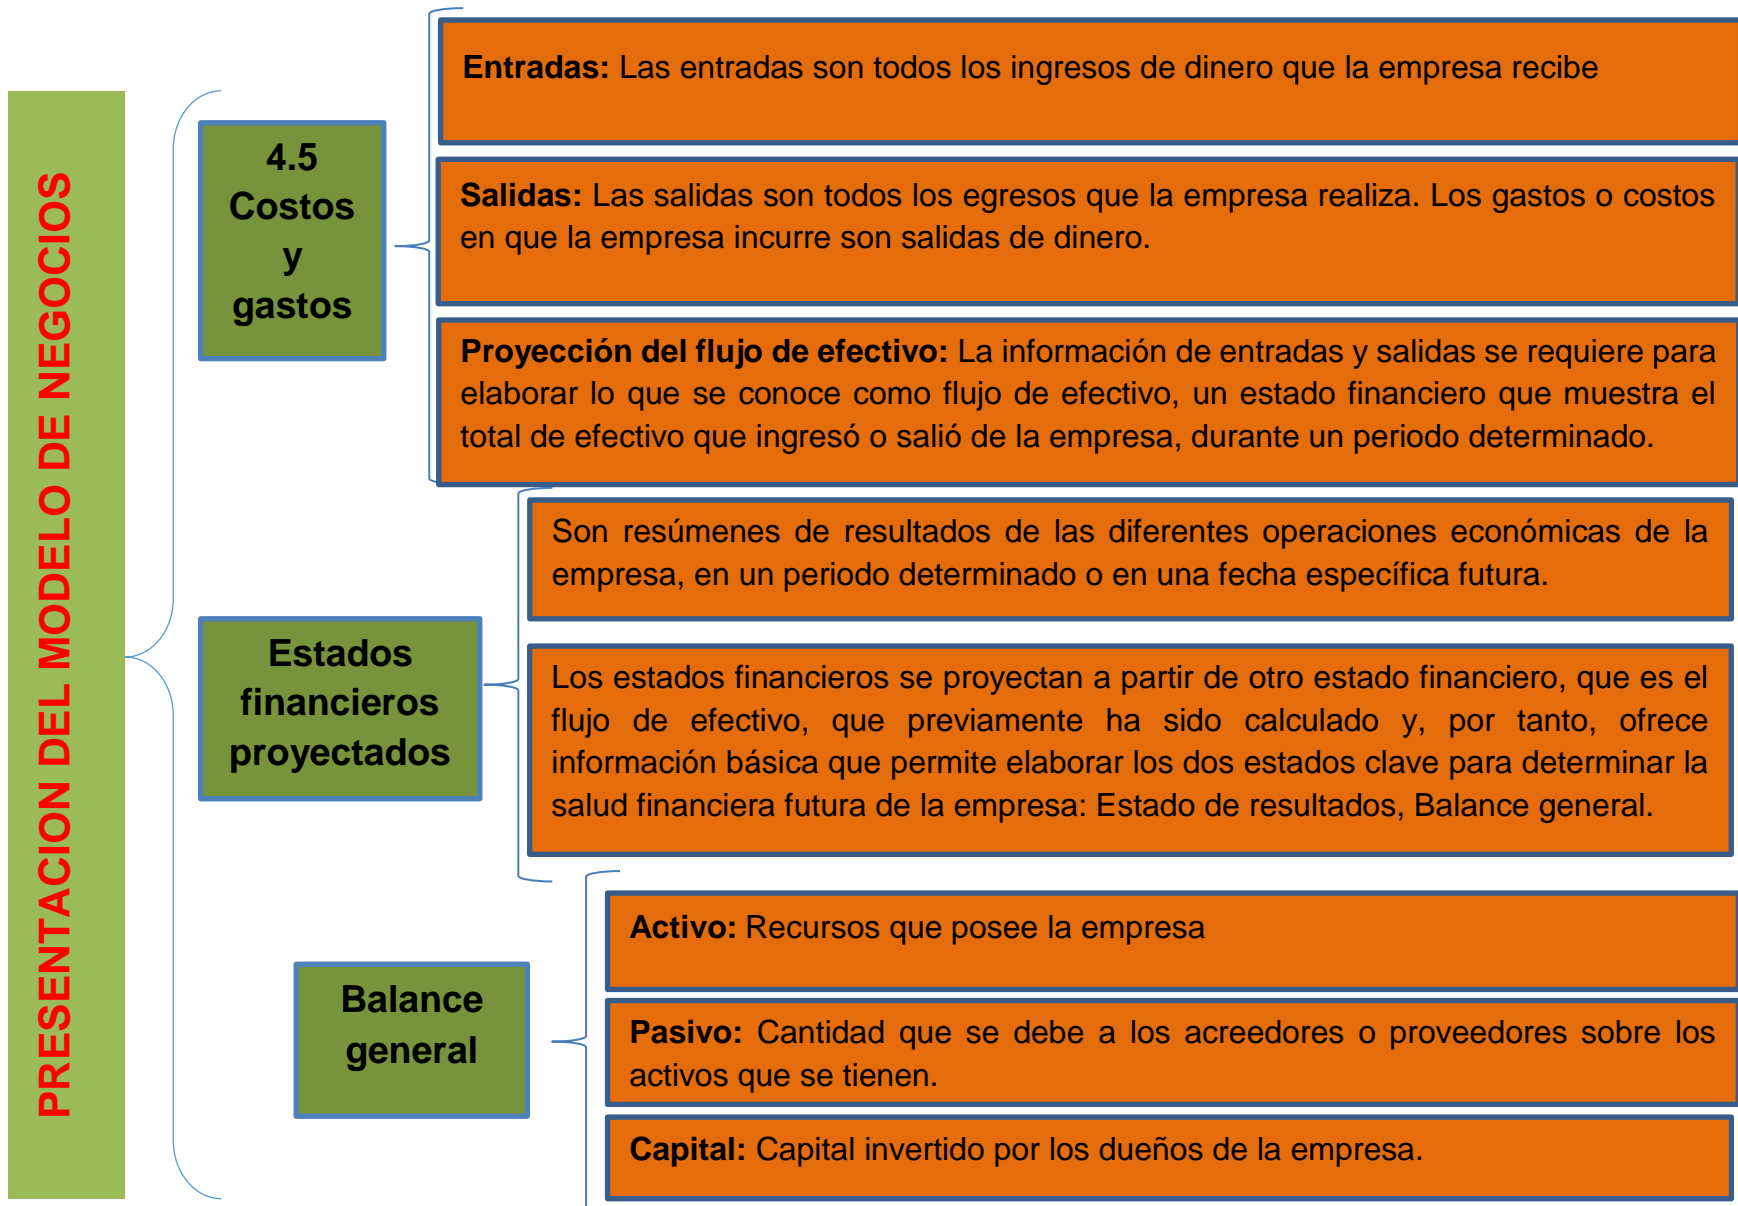 PRESENTACION DEL MODELO DE NEGOCIOS
4.5
Costos
y
gastos
Entradas: Las entradas son todos los ingresos de dinero que la empresa recibe
Salidas: Las salidas son todos los egresos que la empresa realiza. Los gastos o costos
en que la empresa incurre son salidas de dinero.
Proyección del flujo de efectivo: La información de entradas y salidas se requiere para
elaborar lo que se conoce como flujo de efectivo, un estado financiero que muestra el
total de efectivo que ingresó o salió de la empresa, durante un periodo determinado.
Estados
financieros
proyectados
Son resúmenes de resultados de las diferentes operaciones económicas de la
empresa, en un periodo determinado o en una fecha específica futura.
Los estados financieros se proyectan a partir de otro estado financiero, que es el
flujo de efectivo, que previamente ha sido calculado y, por tanto, ofrece
información básica que permite elaborar los dos estados clave para determinar la
salud financiera futura de la empresa: Estado de resultados, Balance general.
Balance
general
Activo: Recursos que posee la empresa
Pasivo: Cantidad que se debe a los acreedores o proveedores sobre los
activos que se tienen.
Capital: Capital invertido por los dueños de la empresa.